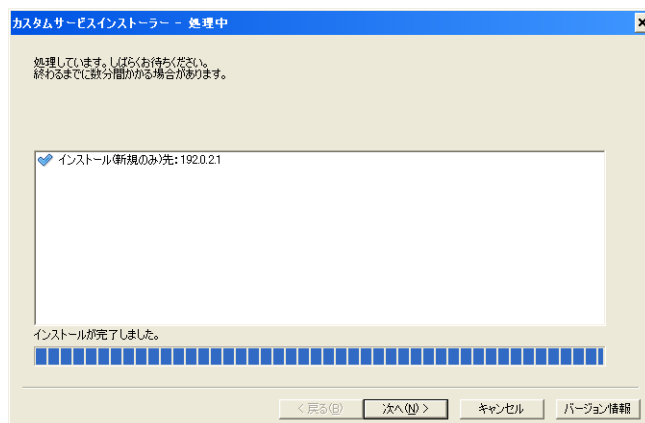 カスタムサービスインストーラー - 処理中
処理しています。しばらくお待ちください。
終わるまでに数分間かかる場合があります。
インストール(新規のみ)先: 192.0.2.1
インストールが完了しました。
< 戻る(B) 次へ(N) > キャンセル バージョン情報